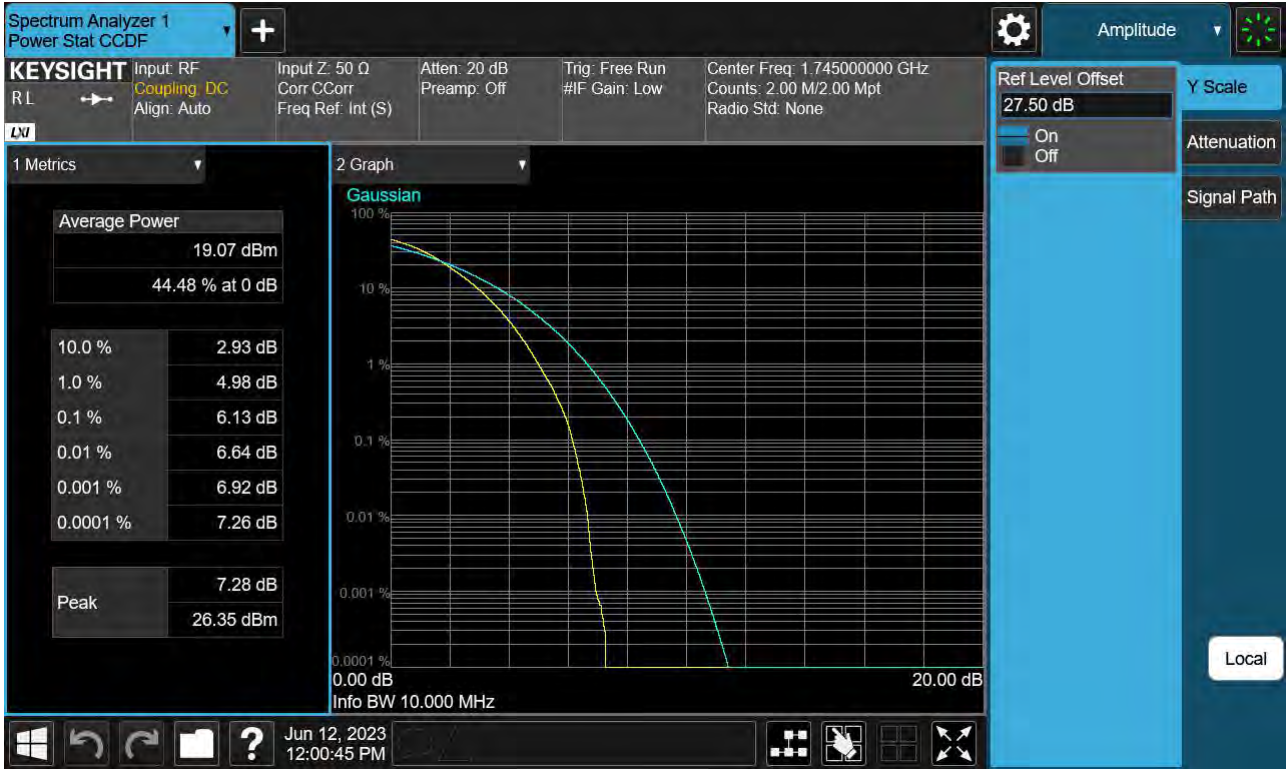 Spectrum Analyzer 1
Power Stat CCDF
▼
+
Amplitude
▼
KEYSIGHT
RL
LXI
Input: RF
Coupling: DC
Align: Auto
Input Z: 50 Ω
Corr CCorr
Freq Ref: Int (S)
Atten: 20 dB
Preamp: Off
Trig: Free Run
#IF Gain: Low
Center Freq: 1.745000000 GHz
Counts: 2.00 M/2.00 Mpt
Radio Std: None
Ref Level Offset
27.50 dB
On
Off
Y Scale
Attenuation
Signal Path
1 Metrics
▼
Average Power
19.07 dBm
44.48 % at 0 dB
10.0 % 2.93 dB
1.0 % 4.98 dB
0.1 % 6.13 dB
0.01 % 6.64 dB
0.001 % 6.92 dB
0.0001 % 7.26 dB
Peak
7.28 dB
26.35 dBm
2 Graph
▼
Gaussian
100 %
10 %
1 %
0.1 %
0.01 %
0.001 %
0.0001 %
0.00 dB
20.00 dB
Info BW 10.000 MHz
Local
?
Jun 12, 2023
12:00:45 PM